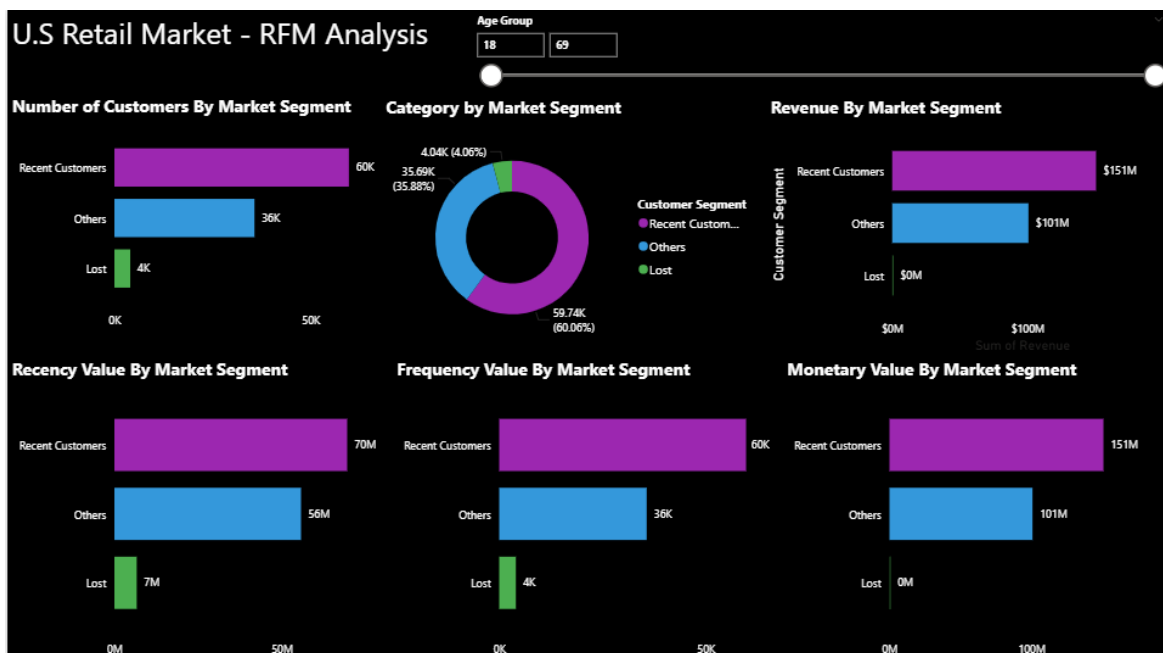 U.S Retail Market - RFM Analysis
Age Group
18
69
Number of Customers By Market Segment
Recent Customers
60K
Others
36K
Lost
4K
0K
50K
Category by Market Segment
4.04K (4.06%)
35.69K
(35.88%)
59.74K
(60.06%)
Customer Segment
Recent Custom...
Others
Lost
Revenue By Market Segment
Customer Segment
Recent Customers
$151M
Others
$101M
Lost
$0M
$0M
$100M
Sum of Revenue
Recency Value By Market Segment
Recent Customers
70M
Others
56M
Lost
7M
0M
50M
Frequency Value By Market Segment
Recent Customers
60K
Others
36K
Lost
4K
0K
50K
Monetary Value By Market Segment
Recent Customers
151M
Others
101M
Lost
0M
0M
100M